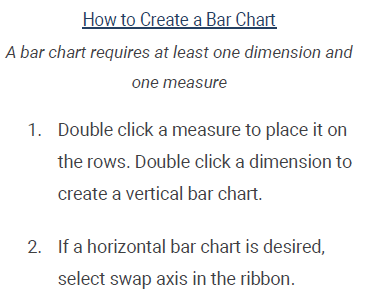 How to Create a Bar Chart
A bar chart requires at least one dimension and
one measure
1. Double click a measure to place it on
the rows. Double click a dimension to
create a vertical bar chart.
2. If a horizontal bar chart is desired,
select swap axis in the ribbon.